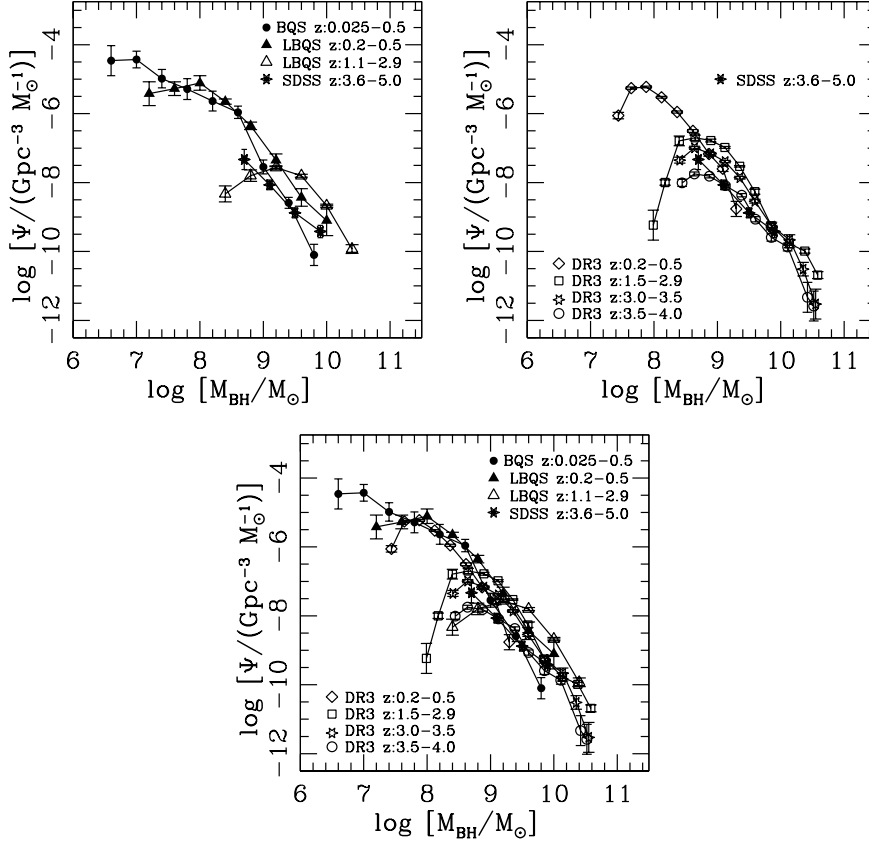 BQS z:0.025−0.5
LBQS z:0.2−0.5
LBQS z:1.1−2.9
SDSS z:3.6−5.0
−4
−6
−8
−10
−12
log [Ψ/(Gpc⁻³ M⊙⁻¹)]
6 7 8 9 10 11
log [M_BH/M⊙]
SDSS z:3.6−5.0
DR3 z:0.2−0.5
DR3 z:1.5−2.9
DR3 z:3.0−3.5
DR3 z:3.5−4.0
−4
−6
−8
−10
−12
log [Ψ/(Gpc⁻³ M⊙⁻¹)]
6 7 8 9 10 11
log [M_BH/M⊙]
BQS z:0.025−0.5
LBQS z:0.2−0.5
LBQS z:1.1−2.9
SDSS z:3.6−5.0
DR3 z:0.2−0.5
DR3 z:1.5−2.9
DR3 z:3.0−3.5
DR3 z:3.5−4.0
−4
−6
−8
−10
−12
log [Ψ/(Gpc⁻³ M⊙⁻¹)]
6 7 8 9 10 11
log [M_BH/M⊙]